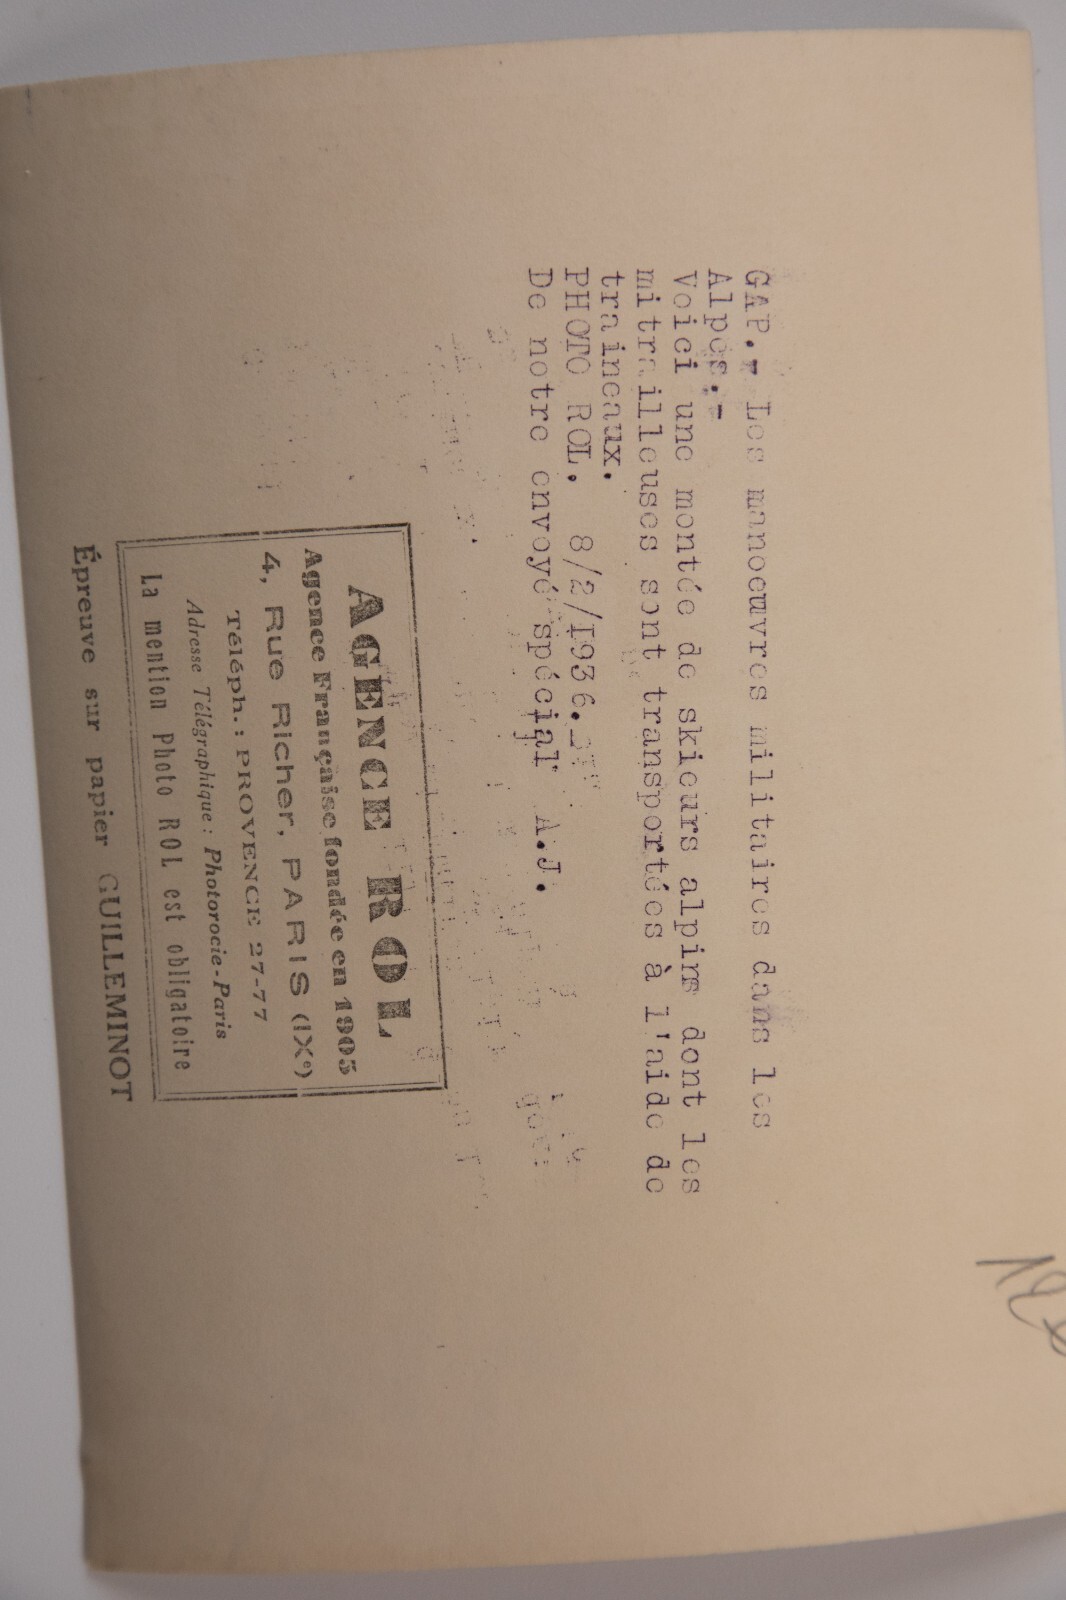 GAP.- Les manoeuvres militaires dans les
Alpes.-
Voici une montée de skieurs alpins dont les
mitrailleuses sont transportées à l'aide de
traineaux.
PHOTO ROL. 8/2/1936.-
De notre envoyé spécial A.J.
AGENCE ROL
Agence Française fondée en 1905
4, Rue Richer, PARIS (IXe)
Téléph. : PROVENCE 27-77
Adresse Télégraphique : Photorocie-Paris
La mention Photo ROL est obligatoire
Épreuve sur papier GUILLEMINOT